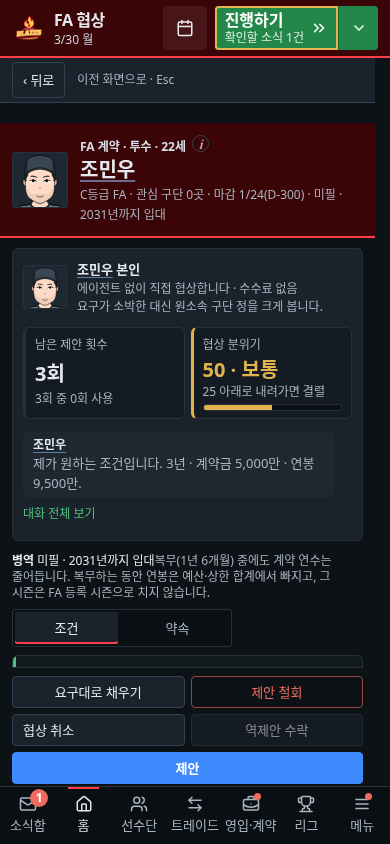 FA 협상
3/30 월
진행하기
확인할 소식 1건
‹ 뒤로
이전 화면으로 · Esc
FA 계약 · 투수 · 22세 i
조민우
C등급 FA · 관심 구단 0곳 · 마감 1/24(D-300) · 미필 ·
2031년까지 입대
조민우 본인
에이전트 없이 직접 협상합니다 · 수수료 없음
요구가 소박한 대신 원소속 구단 정을 크게 봅니다.
남은 제안 횟수
3회
3회 중 0회 사용
협상 분위기
50 · 보통
25 아래로 내려가면 결렬
조민우
제가 원하는 조건입니다. 3년 · 계약금 5,000만 · 연봉
9,500만.
대화 전체 보기
병역 미필 · 2031년까지 입대복무(1년 6개월) 중에도 계약 연수는
줄어듭니다. 복무하는 동안 연봉은 예산·상한 합계에서 빠지고, 그
시즌은 FA 등록 시즌으로 치지 않습니다.
조건
약속
요구대로 채우기
제안 철회
협상 취소
역제안 수락
제안
1
소식함
홈
선수단
트레이드
영입·계약
리그
메뉴